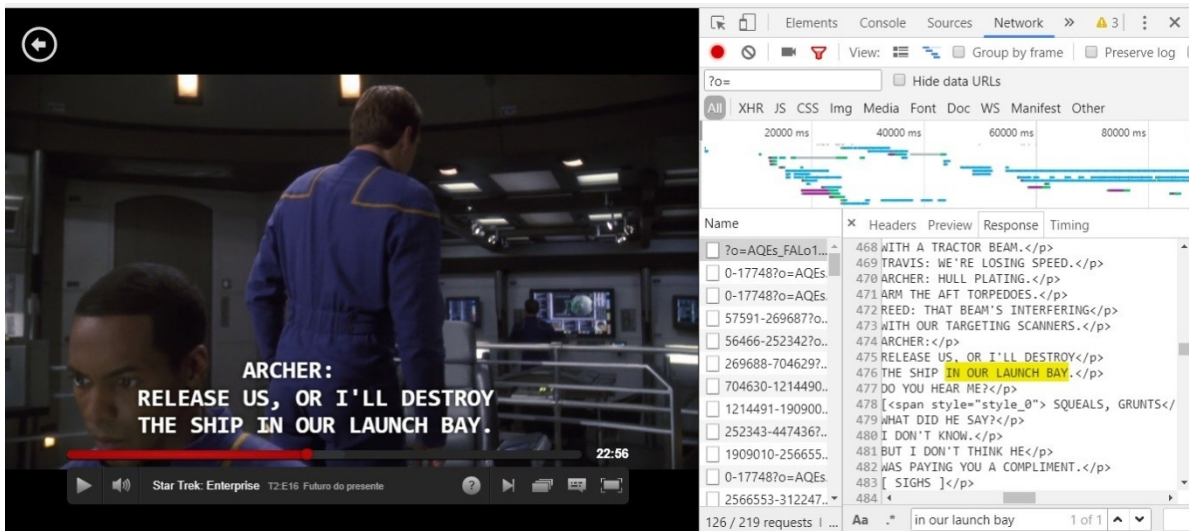 ARCHER:
RELEASE US, OR I'LL DESTROY
THE SHIP IN OUR LAUNCH BAY.
22:56
Star Trek: Enterprise T2:E16 Futuro do presente
?
Elements Console Sources Network » 3
View: Group by frame Preserve log
?o= Hide data URLs
All XHR JS CSS Img Media Font Doc WS Manifest Other
20000 ms 40000 ms 60000 ms 80000 ms
Name
?o=AQEs_FALo1...
0-17748?o=AQEs.
0-17748?o=AQEs.
57591-269687?o..
56466-252342?o..
269688-704629?..
704630-1214490..
1214491-190900...
252343-447436?..
1909010-256655..
0-17748?o=AQEs.
2566553-312247..
126 / 219 requests | ...
× Headers Preview Response Timing
468 WITH A TRACTOR BEAM.</p>
469 TRAVIS: WE'RE LOSING SPEED.</p>
470 ARCHER: HULL PLATING.</p>
471 ARM THE AFT TORPEDOES.</p>
472 REED: THAT BEAM'S INTERFERING</p>
473 WITH OUR TARGETING SCANNERS.</p>
474 ARCHER:</p>
475 RELEASE US, OR I'LL DESTROY</p>
476 THE SHIP IN OUR LAUNCH BAY.</p>
477 DO YOU HEAR ME?</p>
478 [<span style="style_0"> SQUEALS, GRUNTS</
479 WHAT DID HE SAY?</p>
480 I DON'T KNOW.</p>
481 BUT I DON'T THINK HE</p>
482 WAS PAYING YOU A COMPLIMENT.</p>
483 [ SIGHS ]</p>
484
Aa .* in our launch bay 1 of 1